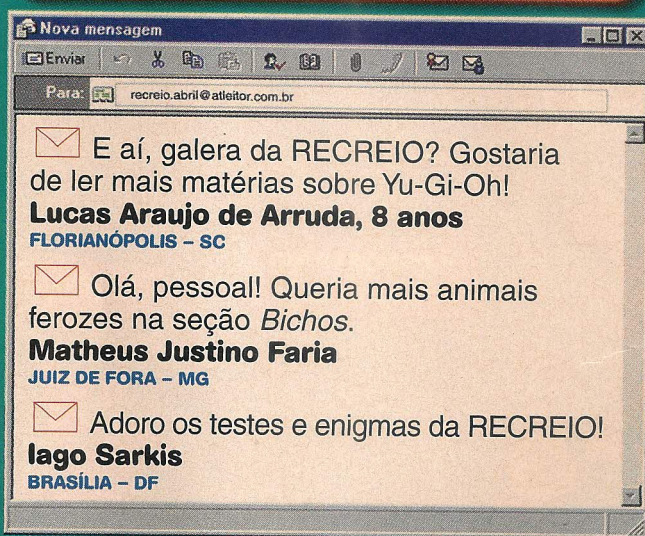 Nova mensagem
Enviar
Para: recreio.abril@atleitor.com.br
E aí, galera da RECREIO? Gostaria
de ler mais matérias sobre Yu-Gi-Oh!
Lucas Araujo de Arruda, 8 anos
FLORIANÓPOLIS – SC
Olá, pessoal! Queria mais animais
ferozes na seção Bichos.
Matheus Justino Faria
JUIZ DE FORA – MG
Adoro os testes e enigmas da RECREIO!
Iago Sarkis
BRASÍLIA – DF